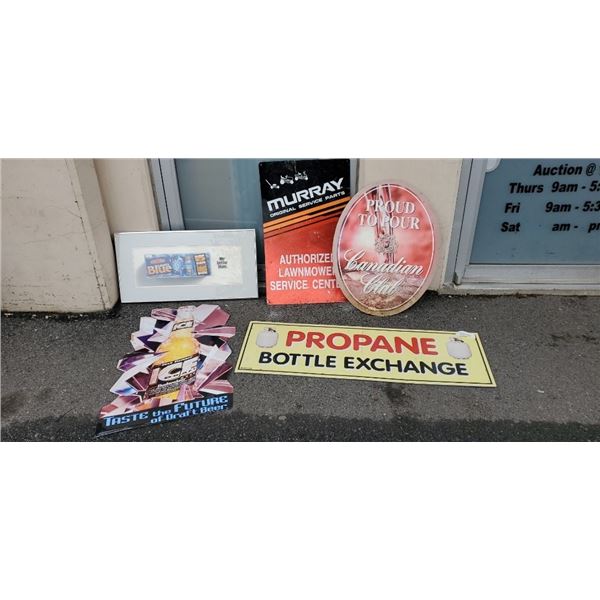 Blue
MURRAY
ORIGINAL SERVICE PARTS
AUTHORIZED
LAWNMOWER
SERVICE CENT
PROUD
TO POUR
Canadian
Club
Auction @
Thurs 9am - 5:
Fri 9am - 5:3
Sat am - p
ICE
TASTE the FUTURE
of Draft Beer
PROPANE
BOTTLE EXCHANGE